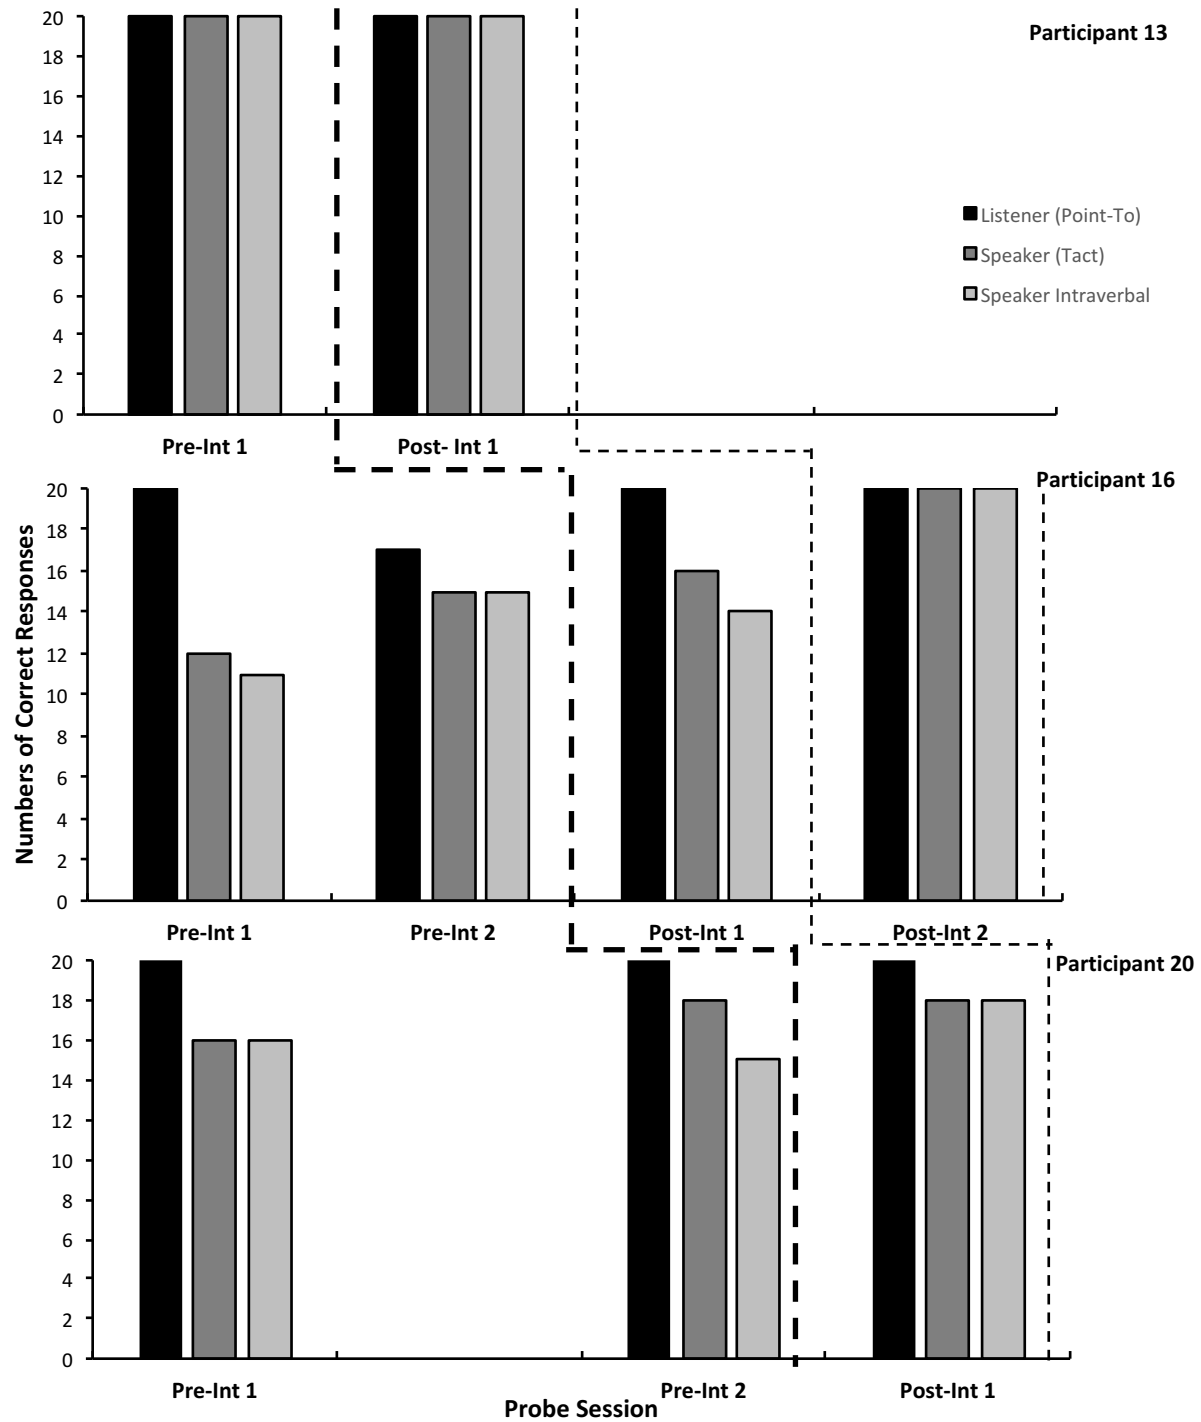 Participant 13
20
18
16
14
12
10
8
6
4
2
0
Listener (Point-To)
Speaker (Tact)
Speaker Intraverbal
Pre-Int 1
Post- Int 1
Participant 16
Numbers of Correct Responses
20
18
16
14
12
10
8
6
4
2
0
Pre-Int 1
Pre-Int 2
Post-Int 1
Post-Int 2
Participant 20
20
18
16
14
12
10
8
6
4
2
0
Pre-Int 1
Pre-Int 2
Post-Int 1
Probe Session